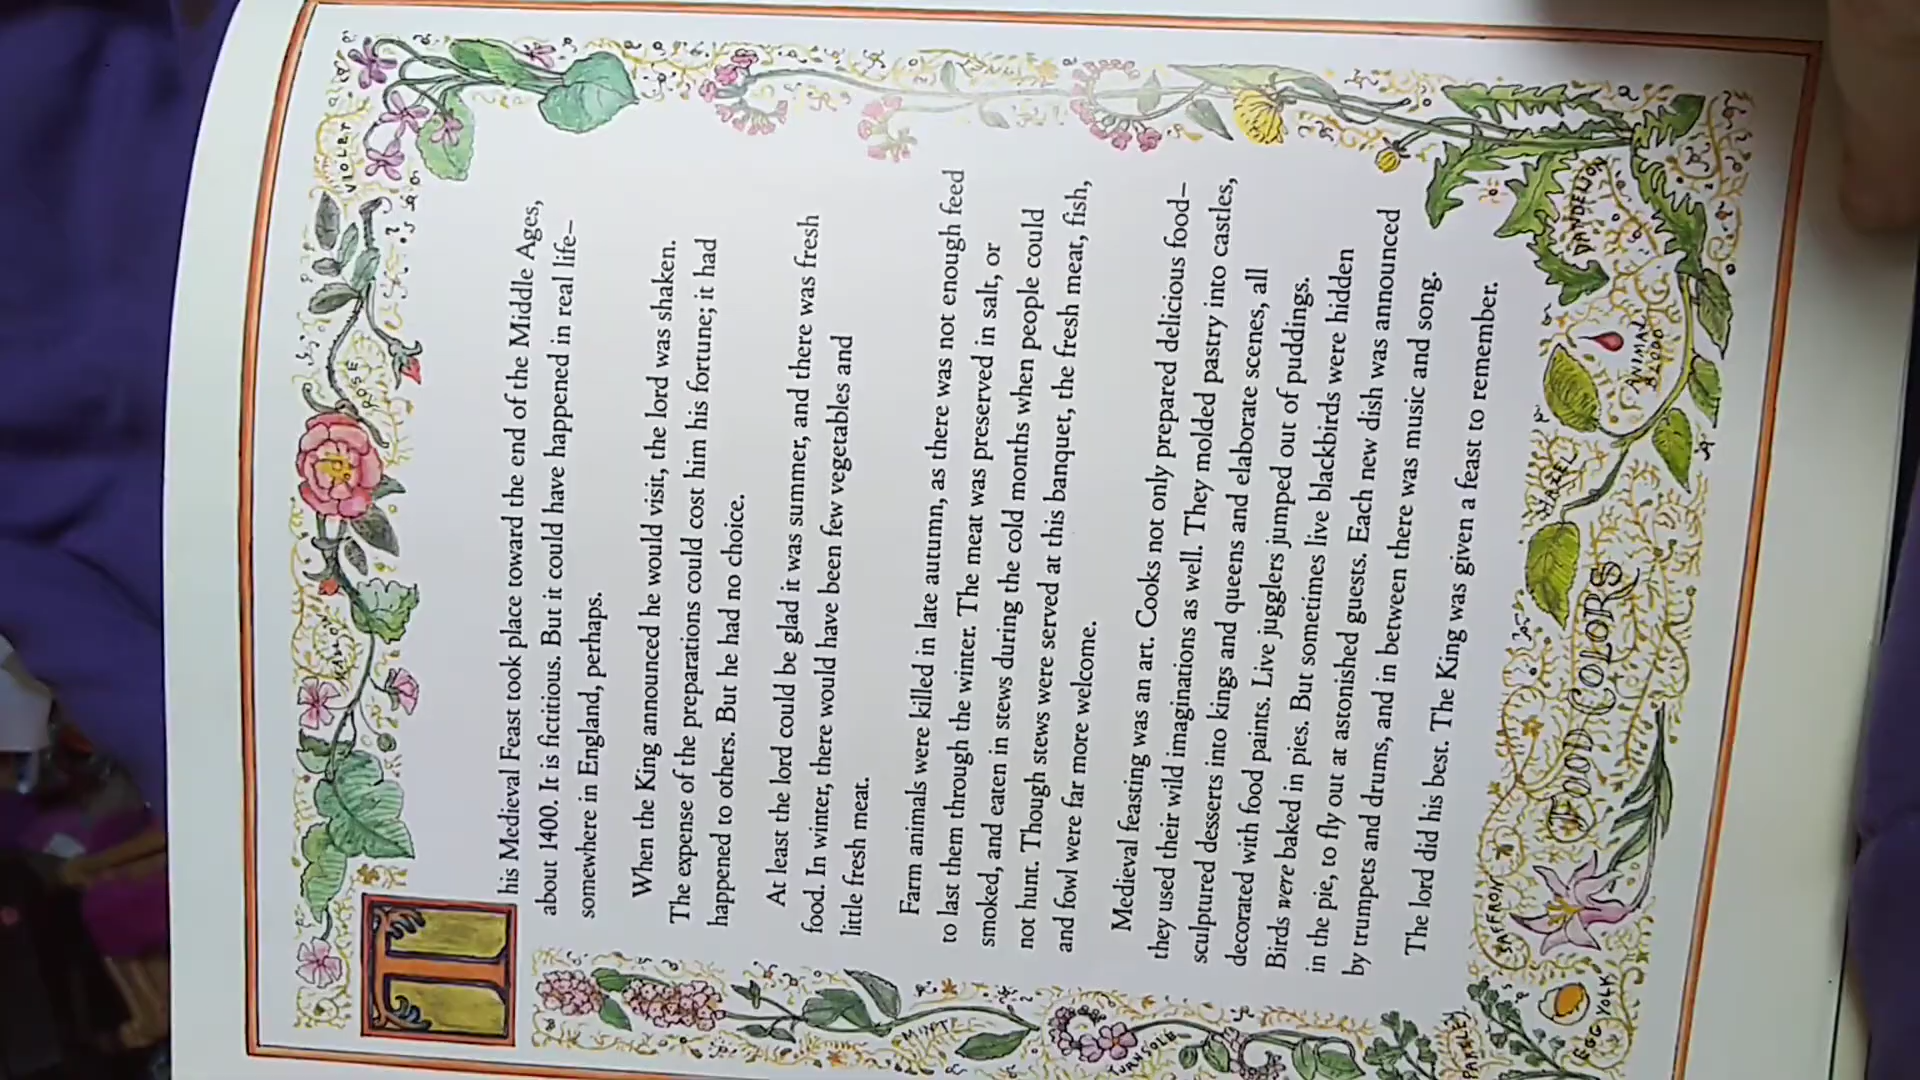 This Medieval Feast took place toward the end of the Middle Ages,
about 1400. It is fictitious. But it could have happened in real life–
somewhere in England, perhaps.
When the King announced he would visit, the lord was shaken.
The expense of the preparations could cost him his fortune; it had
happened to others. But he had no choice.
At least the lord could be glad it was summer, and there was fresh
food. In winter, there would have been few vegetables and
little fresh meat.
Farm animals were killed in late autumn, as there was not enough feed
to last them through the winter. The meat was preserved in salt, or
smoked, and eaten in stews during the cold months when people could
not hunt. Though stews were served at this banquet, the fresh meat, fish,
and fowl were far more welcome.
Medieval feasting was an art. Cooks not only prepared delicious food–
they used their wild imaginations as well. They molded pastry into castles,
sculptured desserts into kings and queens and elaborate scenes, all
decorated with food paints. Live jugglers jumped out of puddings.
Birds were baked in pies. But sometimes live blackbirds were hidden
in the pie, to fly out at astonished guests. Each new dish was announced
by trumpets and drums, and in between there was music and song.
The lord did his best. The King was given a feast to remember.
ROSE
VIOLET
MINT
TURNSOLE
PARSLEY
EGG YOLK
SAFFRON
FOOD COLORS
HAZEL
ANIMAL
BLOOD
DANDELION